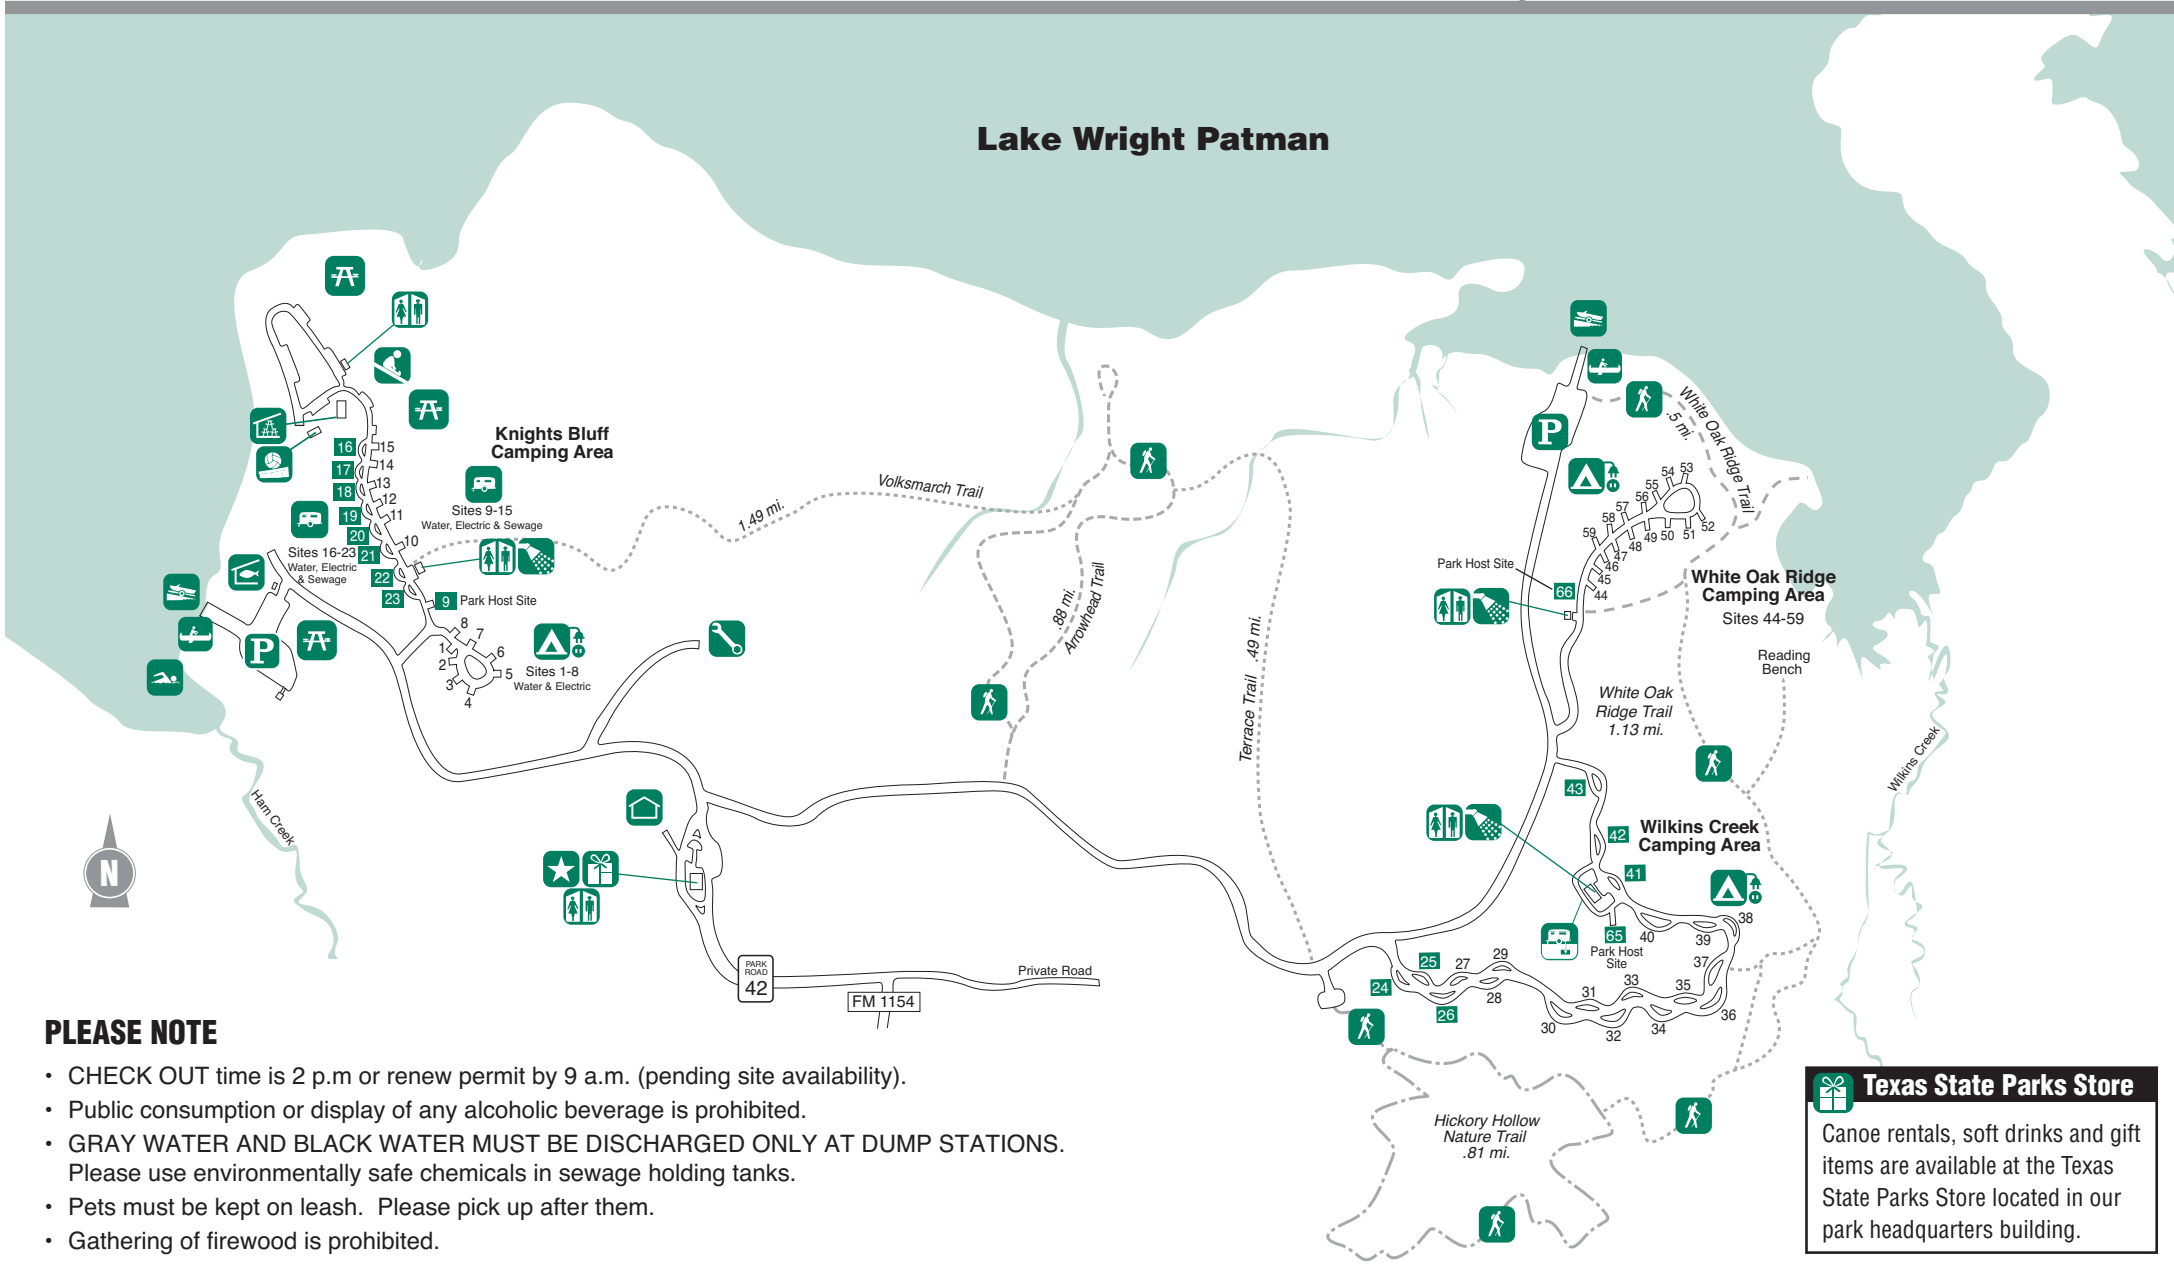 Lake Wright Patman
Knights Bluff
Camping Area
16
15
17
14
18
13
12
19
11
20
10
21
22
23
Sites 9-15
Water, Electric & Sewage
Sites 16-23
Water, Electric
& Sewage
9 Park Host Site
8
7
1
6
2
5
3
4
Sites 1-8
Water & Electric
P
1.49 mi.
Volksmarch Trail
.88 mi.
Arrowhead Trail
Terrace Trail .49 mi.
P
White Oak Ridge Trail
.5 mi.
53
54
55
56
57
58
59
52
51
50
49
48
47
46
45
44
Park Host Site
66
White Oak Ridge
Camping Area
Sites 44-59
Reading
Bench
White Oak
Ridge Trail
1.13 mi.
Wilkins Creek
43
42
Wilkins Creek
Camping Area
41
38
65
40
39
Park Host
Site
37
25
27
29
24
28
26
31
33
35
30
32
34
36
Ham Creek
N
PARK
ROAD
42
FM 1154
Private Road
Hickory Hollow
Nature Trail
.81 mi.
PLEASE NOTE
• CHECK OUT time is 2 p.m or renew permit by 9 a.m. (pending site availability).
• Public consumption or display of any alcoholic beverage is prohibited.
• GRAY WATER AND BLACK WATER MUST BE DISCHARGED ONLY AT DUMP STATIONS.
Please use environmentally safe chemicals in sewage holding tanks.
• Pets must be kept on leash. Please pick up after them.
• Gathering of firewood is prohibited.
Texas State Parks Store
Canoe rentals, soft drinks and gift
items are available at the Texas
State Parks Store located in our
park headquarters building.